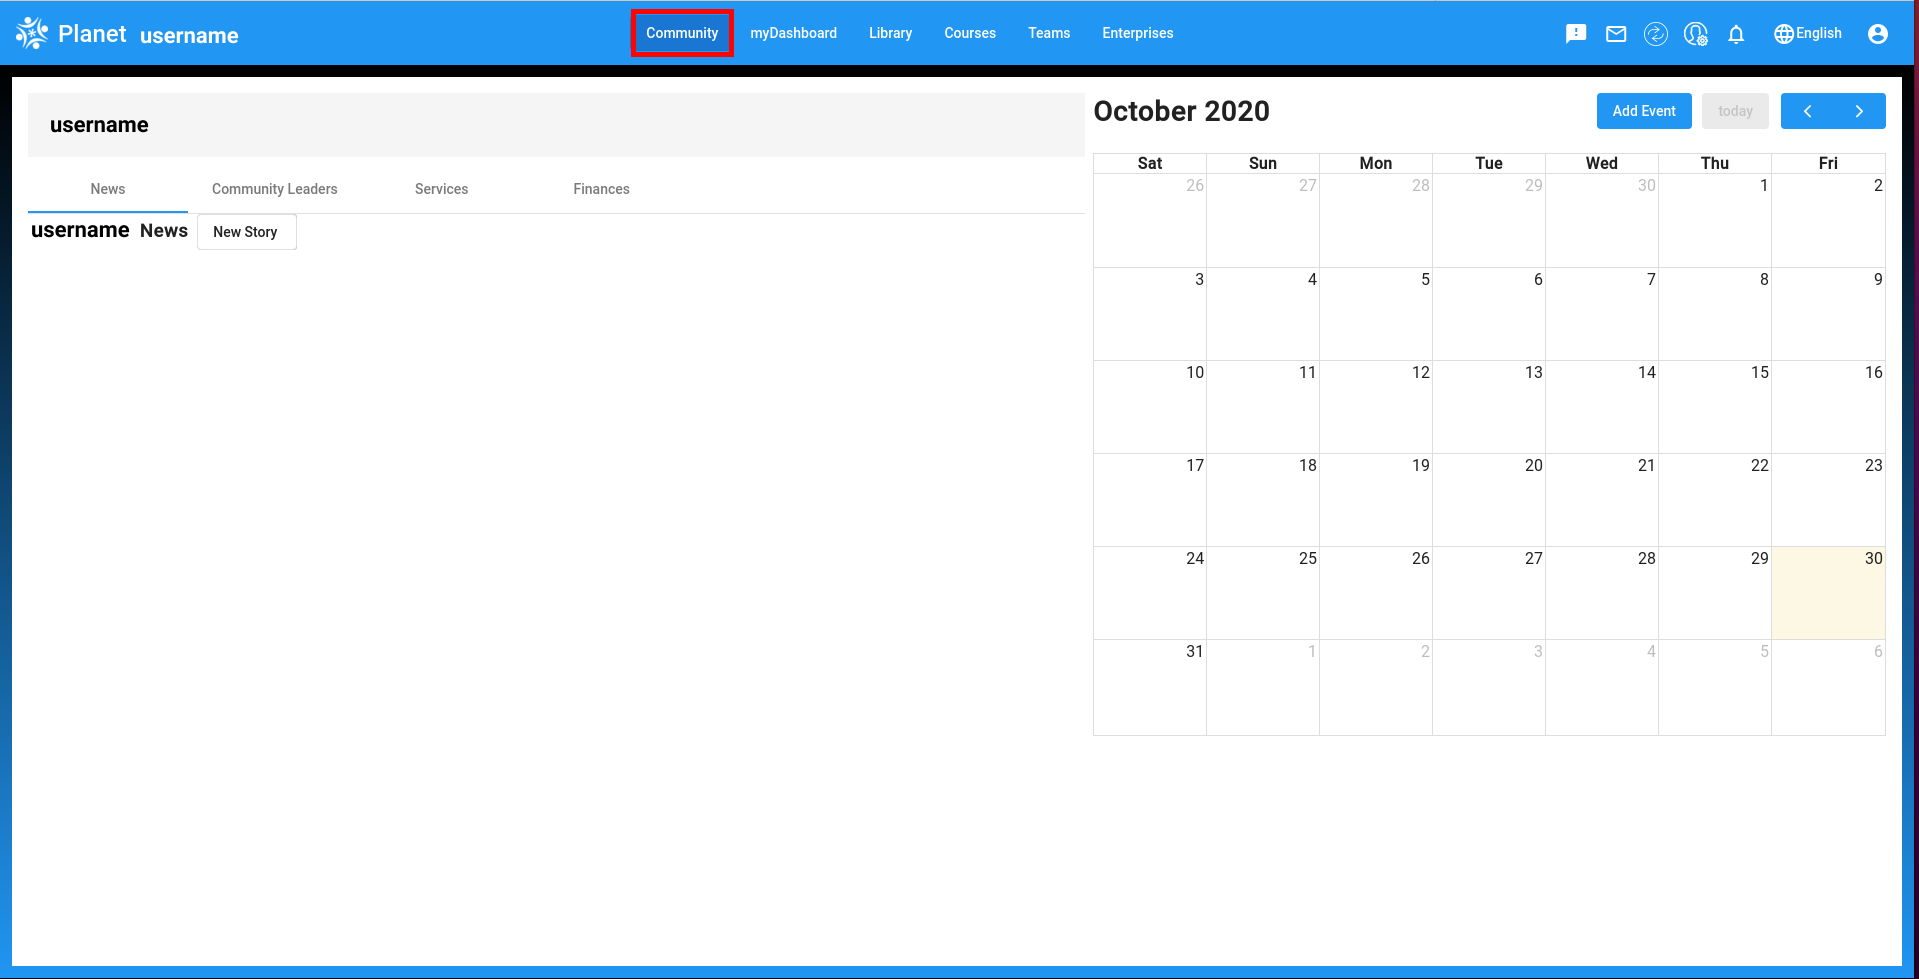 Planet username Community myDashboard Library Courses Teams Enterprises English
username
News Community Leaders Services Finances
username News New Story
October 2020 Add Event today
Sat Sun Mon Tue Wed Thu Fri
26 27 28 29 30 1 2
3 4 5 6 7 8 9
10 11 12 13 14 15 16
17 18 19 20 21 22 23
24 25 26 27 28 29 30
31 1 2 3 4 5 6